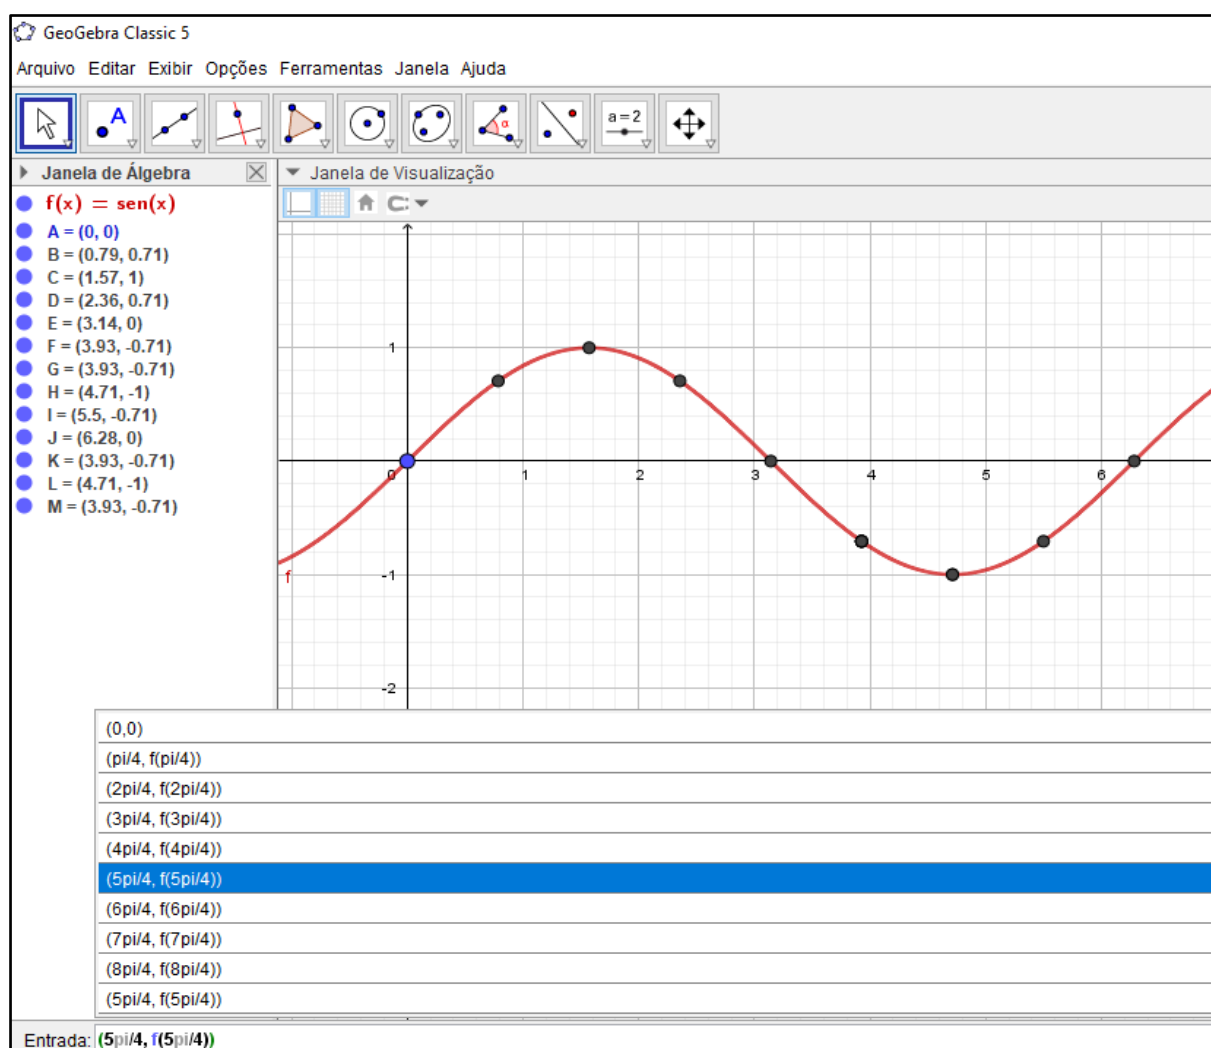 GeoGebra Classic 5
Arquivo Editar Exibir Opções Ferramentas Janela Ajuda
A
α
a = 2
Janela de Álgebra
Janela de Visualização
f(x) = sen(x)
A = (0, 0)
B = (0.79, 0.71)
C = (1.57, 1)
D = (2.36, 0.71)
E = (3.14, 0)
F = (3.93, -0.71)
G = (3.93, -0.71)
H = (4.71, -1)
I = (5.5, -0.71)
J = (6.28, 0)
K = (3.93, -0.71)
L = (4.71, -1)
M = (3.93, -0.71)
1
0 1 2 3 4 5 6
-1
f
-2
(0,0)
(pi/4, f(pi/4))
(2pi/4, f(2pi/4))
(3pi/4, f(3pi/4))
(4pi/4, f(4pi/4))
(5pi/4, f(5pi/4))
(6pi/4, f(6pi/4))
(7pi/4, f(7pi/4))
(8pi/4, f(8pi/4))
(5pi/4, f(5pi/4))
Entrada: (5pi/4, f(5pi/4))